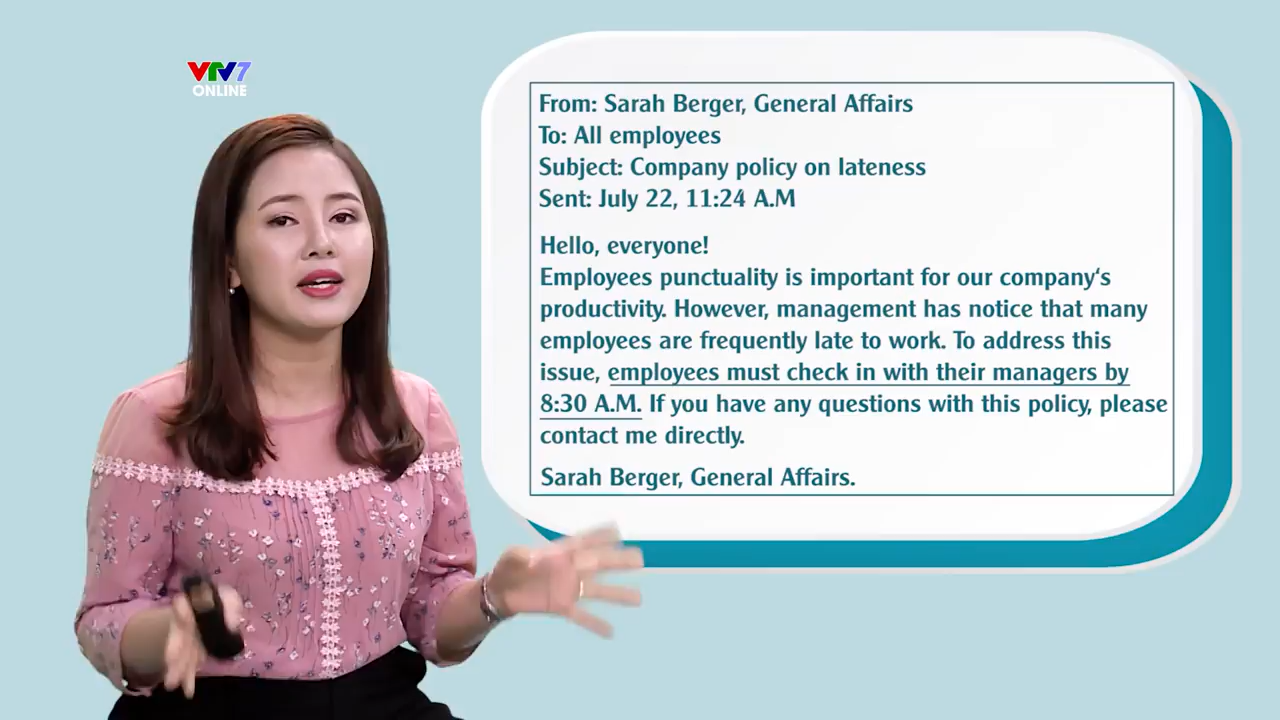 VTV7
ONLINE
From: Sarah Berger, General Affairs
To: All employees
Subject: Company policy on lateness
Sent: July 22, 11:24 A.M
Hello, everyone!
Employees punctuality is important for our company‘s
productivity. However, management has notice that many
employees are frequently late to work. To address this
issue, employees must check in with their managers by
8:30 A.M. If you have any questions with this policy, please
contact me directly.
Sarah Berger, General Affairs.